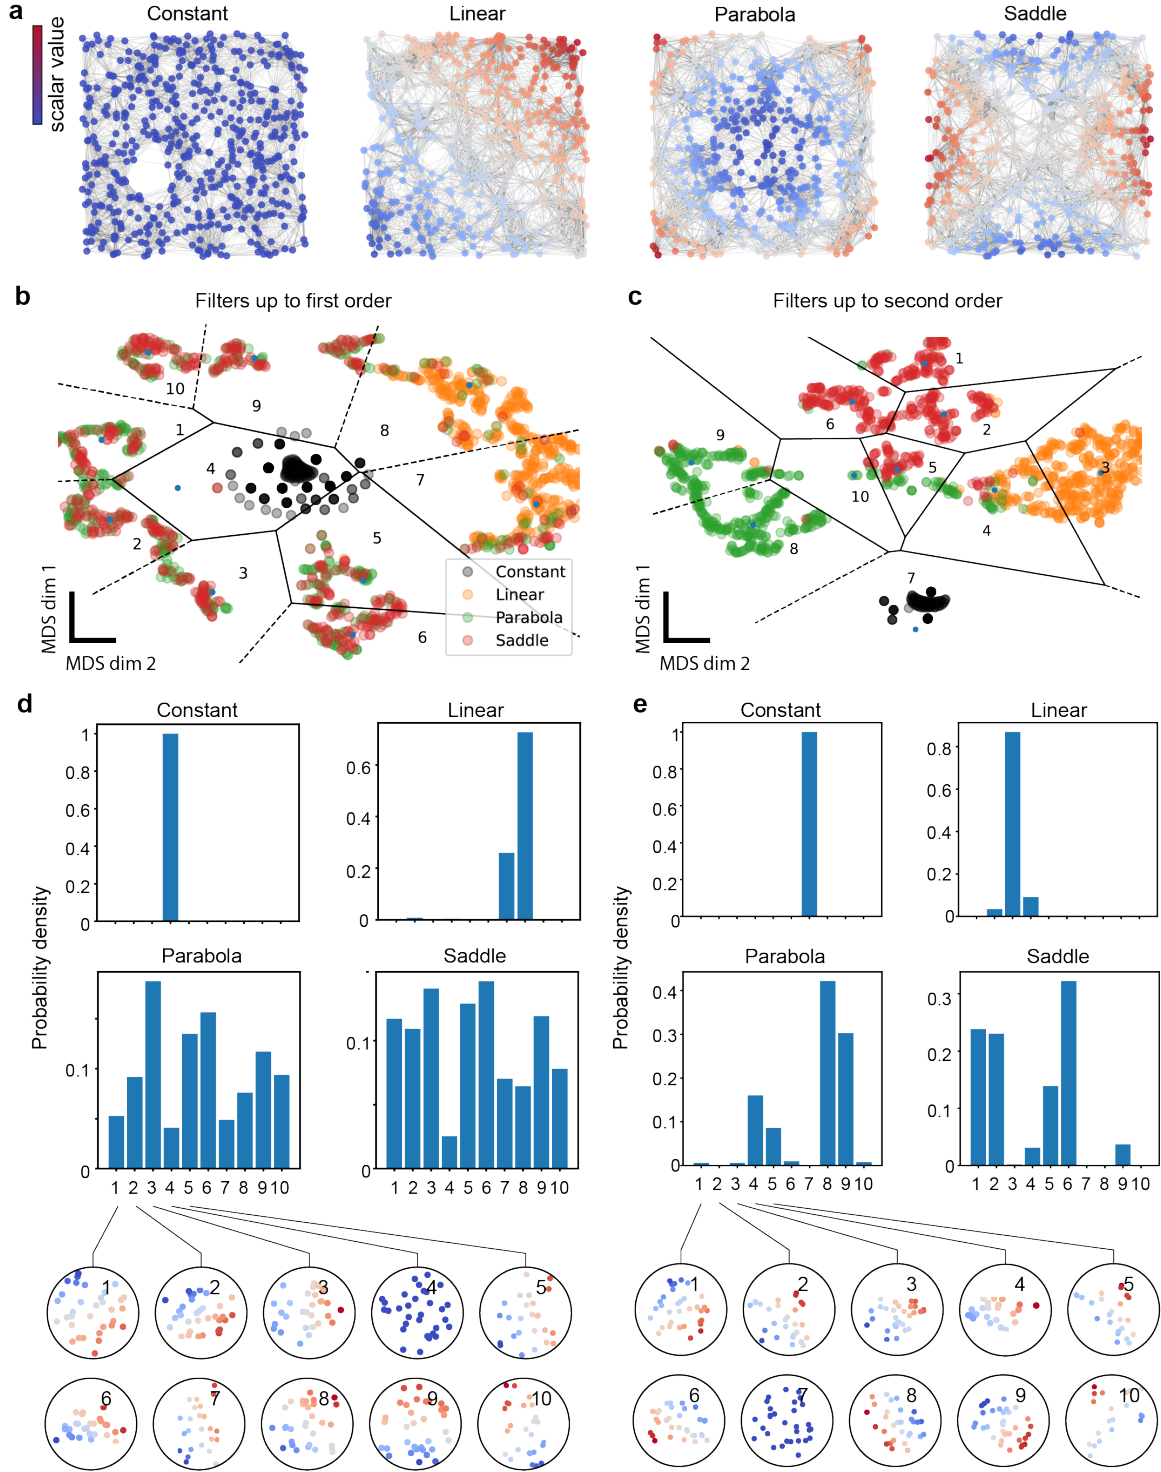 a
Constant
Linear
Parabola
Saddle
scalar value
b
Filters up to first order
c
Filters up to second order
10
9
1
8
4
7
2
5
3
6
Constant
Linear
Parabola
Saddle
MDS dim 1
MDS dim 2
1
6
2
9
3
5
10
4
8
7
MDS dim 1
MDS dim 2
d
Constant
Linear
e
Constant
Linear
1
0.8
0.6
0.4
0.2
0
0.6
0.4
0.2
0
1
0.8
0.6
0.4
0.2
0
0.8
0.6
0.4
0.2
0
Probability density
Probability density
Parabola
Saddle
Parabola
Saddle
0.1
0
0.1
0
0.4
0.3
0.2
0.1
0
0.3
0.2
0.1
0
1 2 3 4 5 6 7 8 9 10
1 2 3 4 5 6 7 8 9 10
1 2 3 4 5 6 7 8 9 10
1 2 3 4 5 6 7 8 9 10
1 2 3 4 5
6 7 8 9 10
1 2 3 4 5
6 7 8 9 10